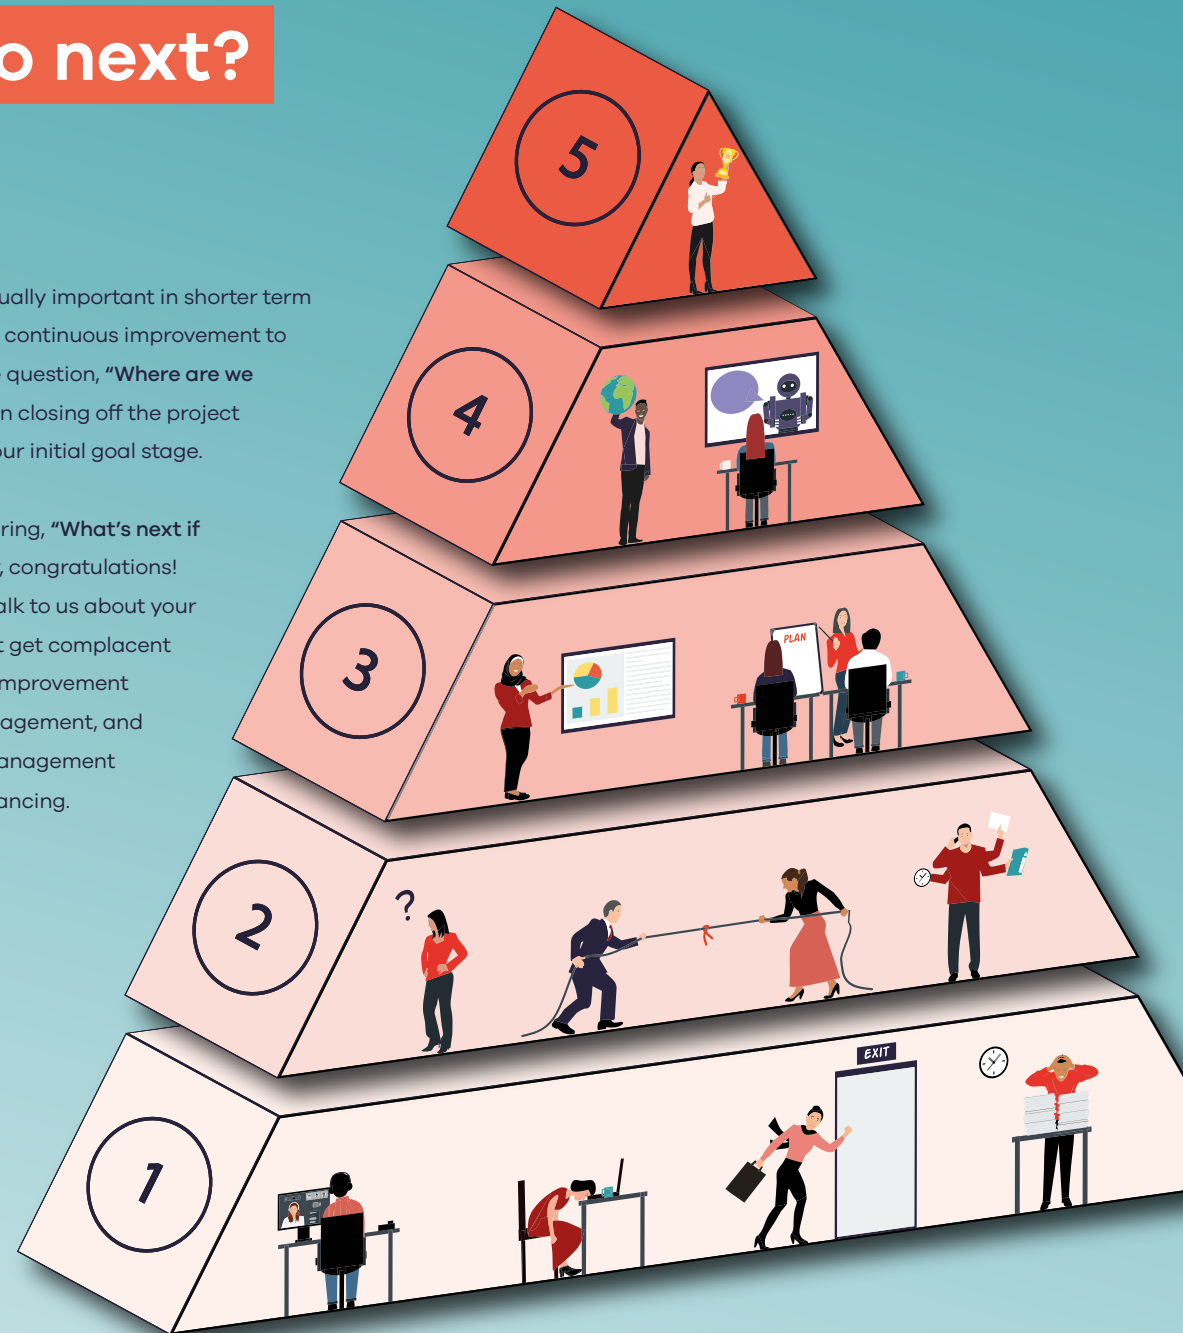 o next?
ually important in shorter term
continuous improvement to
e question, “Where are we
n closing off the project
ur initial goal stage.
ring, “What’s next if
, congratulations!
alk to us about your
t get complacent
mprovement
agement, and
anagement
ancing.
5
4
3
PLAN
2
?
1
EXIT